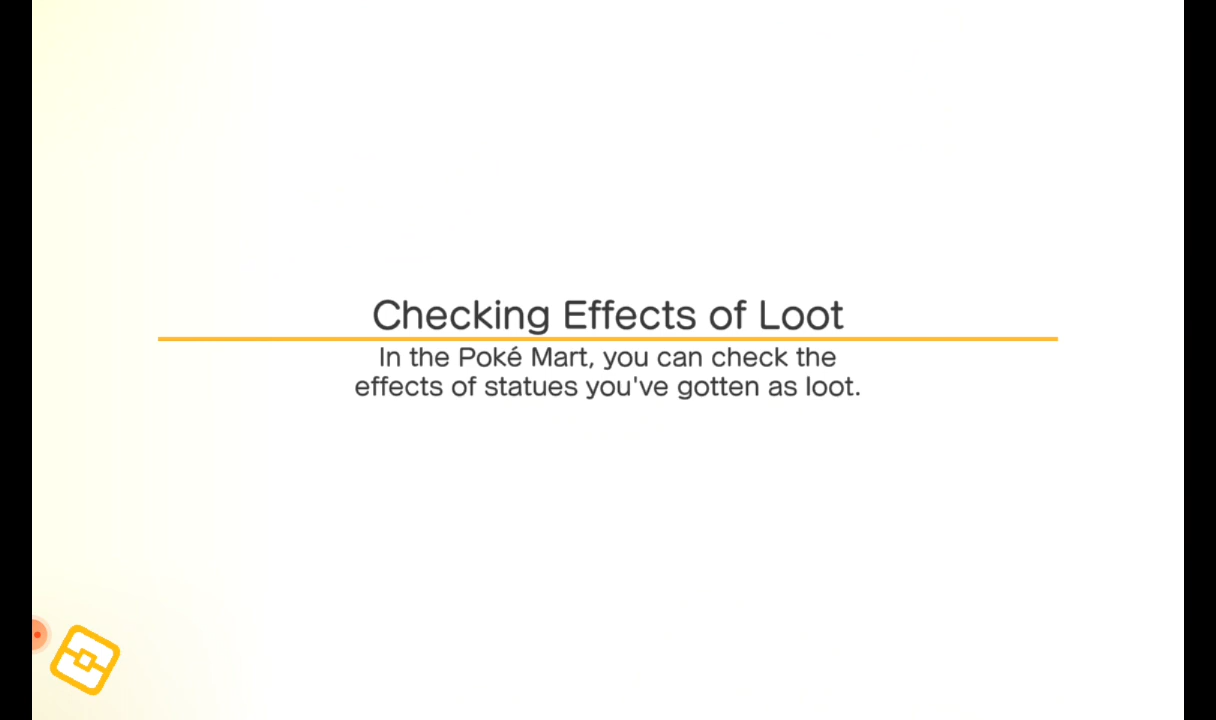 Checking Effects of Loot
In the Poké Mart, you can check the
effects of statues you've gotten as loot.